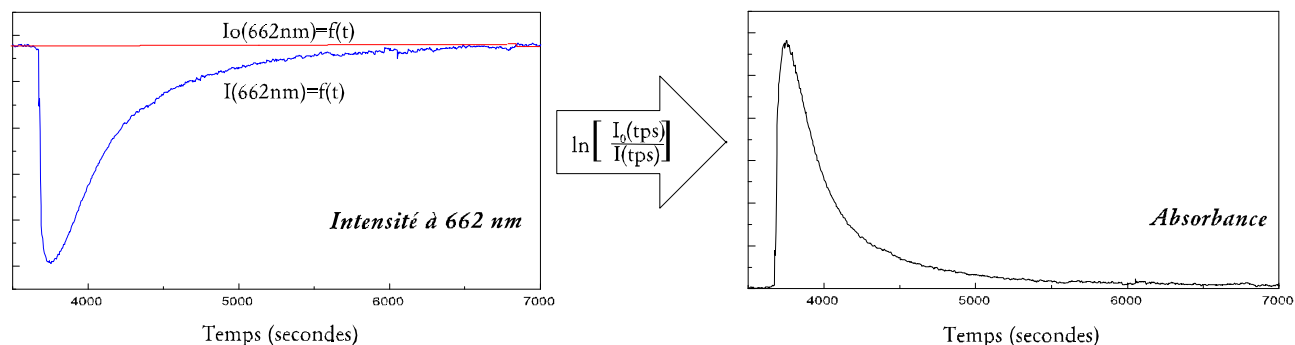 Io(662nm)=f(t)
I(662nm)=f(t)
Intensité à 662 nm
4000 5000 6000 7000
Temps (secondes)
ln [ I₀(tps) / I(tps) ]
Absorbance
4000 5000 6000 7000
Temps (secondes)